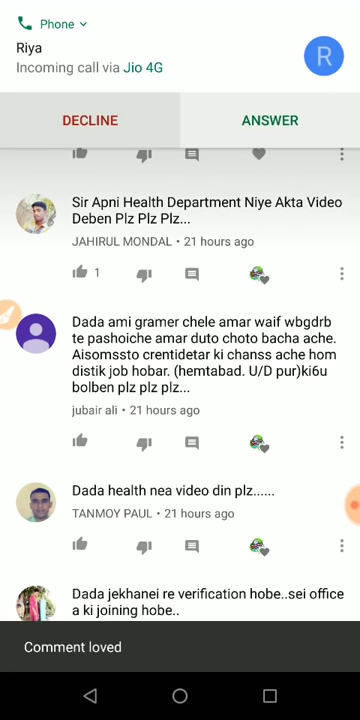 Phone
Riya
Incoming call via Jio 4G
R
DECLINE
ANSWER
Sir Apni Health Department Niye Akta Video
Deben Plz Plz Plz...
JAHIRUL MONDAL • 21 hours ago
1
Dada ami gramer chele amar waif wbgdrb
te pashoiche amar duto choto bacha ache.
Aisomssto crentidetar ki chanss ache hom
distik job hobar. (hemtabad. U/D pur)ki6u
bolben plz plz plz...
jubair ali • 21 hours ago
Dada health nea video din plz......
TANMOY PAUL • 21 hours ago
Dada jekhanei re verification hobe..sei office
a ki joining hobe..
Comment loved